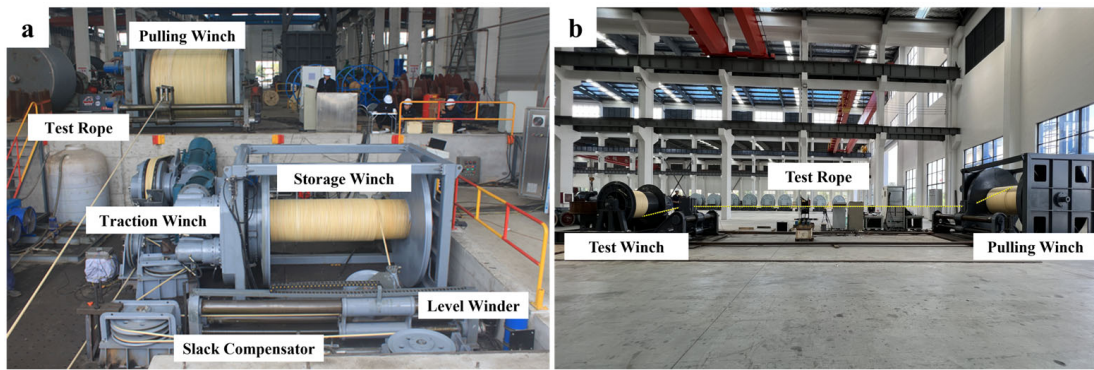 a
Pulling Winch
Test Rope
Storage Winch
Traction Winch
Level Winder
Slack Compensator
b
Test Rope
Test Winch
Pulling Winch